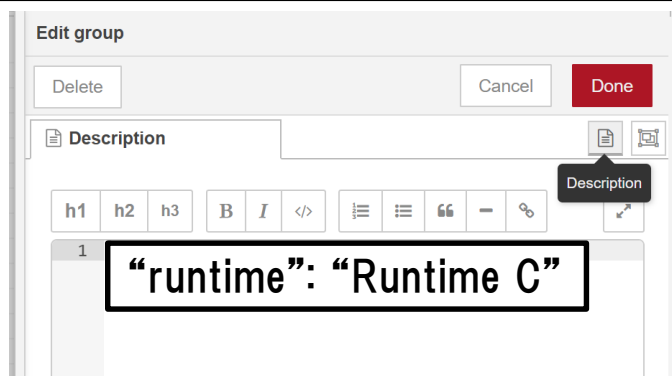 Edit group
Delete
Cancel
Done
Description
Description
h1
h2
h3
B
I
</>
1
“runtime”: “Runtime C”